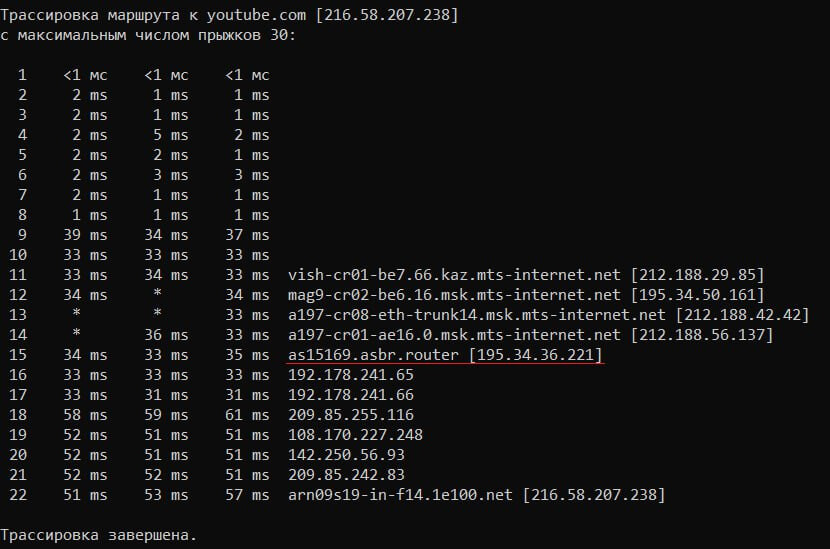 Трассировка маршрута к youtube.com [216.58.207.238]
с максимальным числом прыжков 30:
1 <1 мс <1 мс <1 мс
2 2 ms 1 ms 1 ms
3 2 ms 1 ms 1 ms
4 2 ms 5 ms 2 ms
5 2 ms 2 ms 1 ms
6 2 ms 3 ms 3 ms
7 2 ms 1 ms 1 ms
8 1 ms 1 ms 1 ms
9 39 ms 34 ms 37 ms
10 33 ms 33 ms 33 ms
11 33 ms 34 ms 33 ms vish-cr01-be7.66.kaz.mts-internet.net [212.188.29.85]
12 34 ms * 34 ms mag9-cr02-be6.16.msk.mts-internet.net [195.34.50.161]
13 * * 33 ms a197-cr08-eth-trunk14.msk.mts-internet.net [212.188.42.42]
14 * 36 ms 33 ms a197-cr01-ae16.0.msk.mts-internet.net [212.188.56.137]
15 34 ms 33 ms 35 ms as15169.asbr.router [195.34.36.221]
16 33 ms 33 ms 33 ms 192.178.241.65
17 33 ms 31 ms 31 ms 192.178.241.66
18 58 ms 59 ms 61 ms 209.85.255.116
19 52 ms 51 ms 51 ms 108.170.227.248
20 52 ms 51 ms 51 ms 142.250.56.93
21 52 ms 52 ms 51 ms 209.85.242.83
22 51 ms 53 ms 57 ms arn09s19-in-f14.1e100.net [216.58.207.238]
Трассировка завершена.